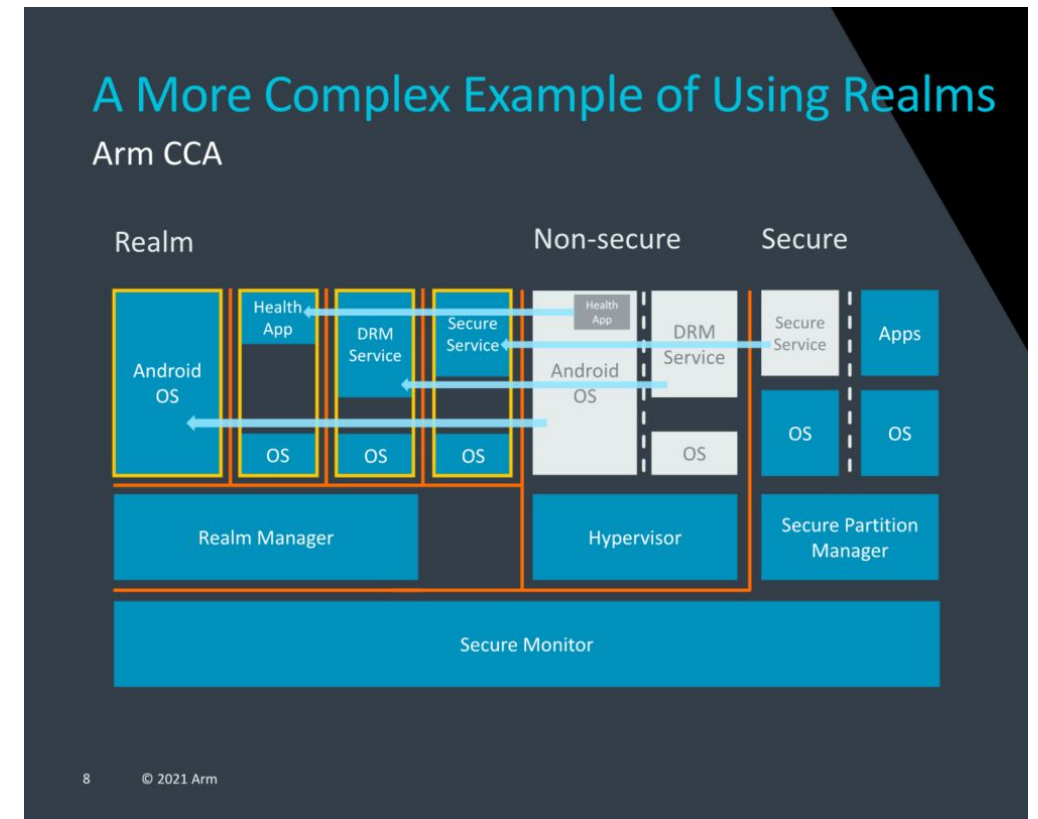 A More Complex Example of Using Realms
Arm CCA
Realm
Non-secure
Secure
Android
OS
Health
App
OS
DRM
Service
OS
Secure
Service
OS
Health
App
Android
OS
DRM
Service
OS
Secure
Service
OS
Apps
OS
Realm Manager
Hypervisor
Secure Partition
Manager
Secure Monitor
8
© 2021 Arm